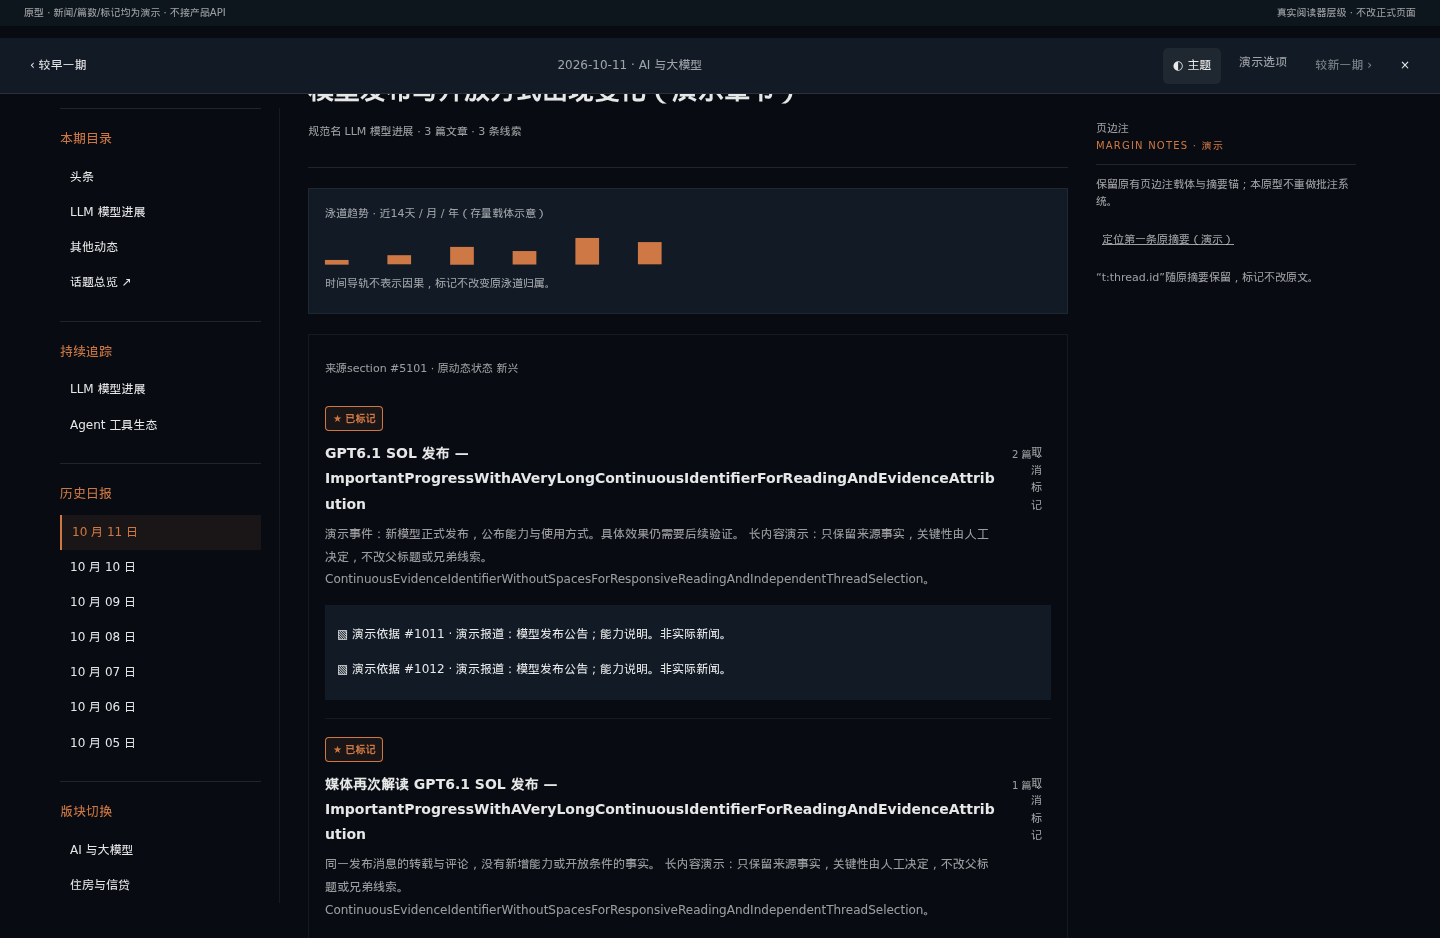 原型 · 新闻/篇数/标记均为演示 · 不接产品API
真实阅读器层级 · 不改正式页面
‹ 较早一期
2026-10-11 · AI 与大模型
◐ 主题
演示选项
较新一期 ›
×
本期目录
头条
LLM 模型进展
其他动态
话题总览 ↗
持续追踪
LLM 模型进展
Agent 工具生态
历史日报
10 月 11 日
10 月 10 日
10 月 09 日
10 月 08 日
10 月 07 日
10 月 06 日
10 月 05 日
版块切换
AI 与大模型
住房与信贷
模型发布与开放方式出现变化（演示章节）
规范名 LLM 模型进展 · 3 篇文章 · 3 条线索
泳道趋势 · 近14天 / 月 / 年（存量载体示意）
时间导轨不表示因果，标记不改变原泳道归属。
来源section #5101 · 原动态状态 新兴
★ 已标记
GPT6.1 SOL 发布 —
ImportantProgressWithAVeryLongContinuousIdentifierForReadingAndEvidenceAttrib
ution
2 篇
取消标记
演示事件：新模型正式发布，公布能力与使用方式。具体效果仍需要后续验证。 长内容演示：只保留来源事实，关键性由人工
决定，不改父标题或兄弟线索。
ContinuousEvidenceIdentifierWithoutSpacesForResponsiveReadingAndIndependentThreadSelection。
▧ 演示依据 #1011 · 演示报道：模型发布公告；能力说明。非实际新闻。
▧ 演示依据 #1012 · 演示报道：模型发布公告；能力说明。非实际新闻。
★ 已标记
媒体再次解读 GPT6.1 SOL 发布 —
ImportantProgressWithAVeryLongContinuousIdentifierForReadingAndEvidenceAttrib
ution
1 篇
取消标记
同一发布消息的转载与评论，没有新增能力或开放条件的事实。 长内容演示：只保留来源事实，关键性由人工决定，不改父标
题或兄弟线索。
ContinuousEvidenceIdentifierWithoutSpacesForResponsiveReadingAndIndependentThreadSelection。
页边注
MARGIN NOTES · 演示
保留原有页边注载体与摘要锚；本原型不重做批注系
统。
定位第一条原摘要（演示）
“t:thread.id”随原摘要保留，标记不改原文。